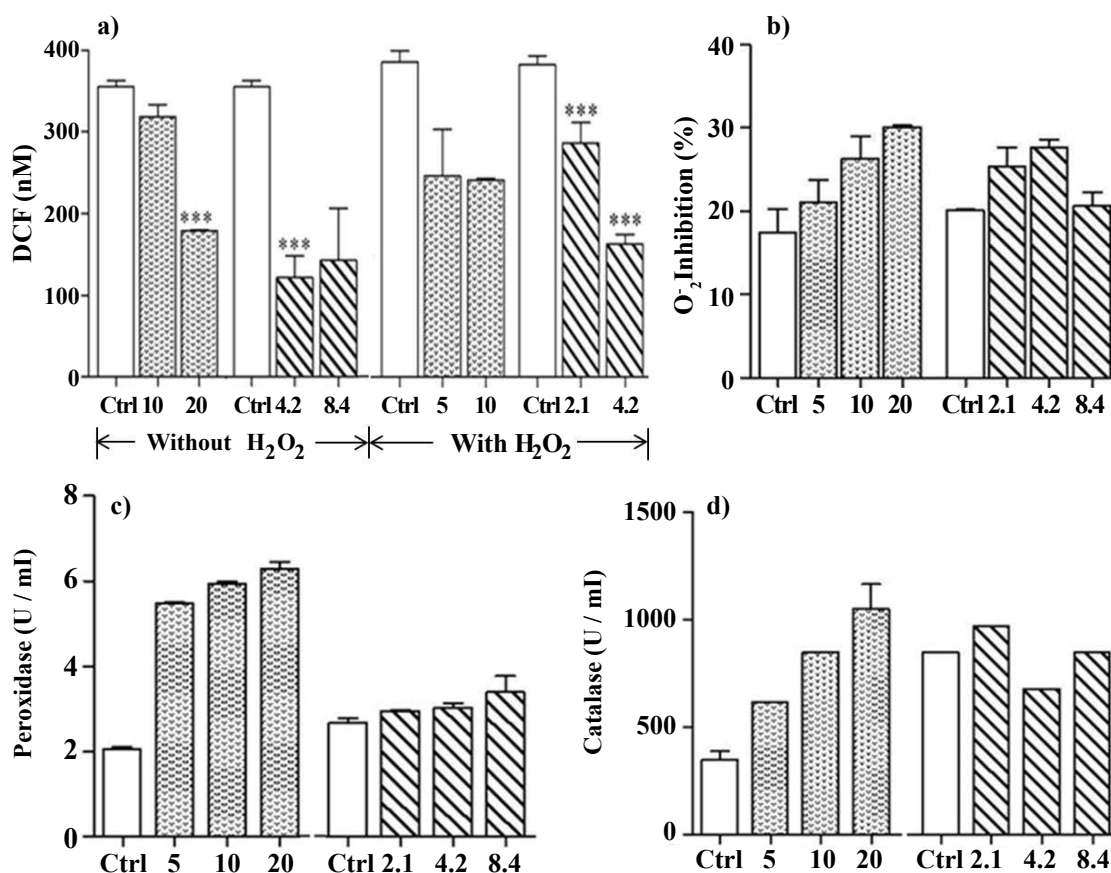 a)
DCF (nM)
400
300
200
100
0
***
***
***
***
Ctrl 10 20 Ctrl 4.2 8.4 Ctrl 5 10 Ctrl 2.1 4.2
Without H₂O₂ With H₂O₂
b)
O₂⁻ Inhibition (%)
40
30
20
10
0
Ctrl 5 10 20 Ctrl 2.1 4.2 8.4
c)
Peroxidase (U / mI)
8
6
4
2
0
Ctrl 5 10 20 Ctrl 2.1 4.2 8.4
d)
Catalase (U / mI)
1500
1000
500
0
Ctrl 5 10 20 Ctrl 2.1 4.2 8.4